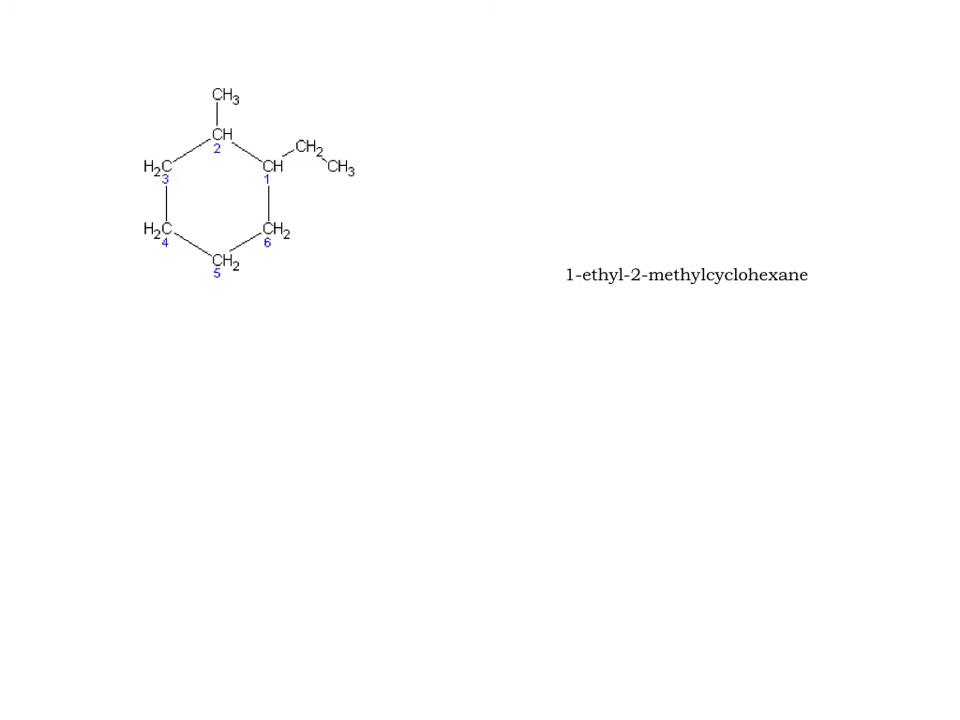 CH3
CH
2
CH2
H2C
3
CH
1
CH3
H2C
4
CH2
6
CH2
5
1-ethyl-2-methylcyclohexane